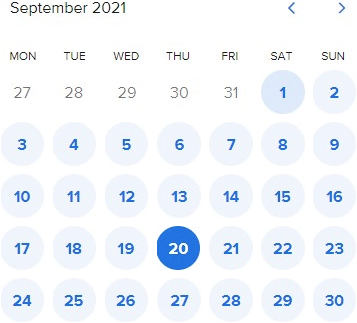 September 2021
MON TUE WED THU FRI SAT SUN
27 28 29 30 31 1 2
3 4 5 6 7 8 9
10 11 12 13 14 15 16
17 18 19 20 21 22 23
24 25 26 27 28 29 30